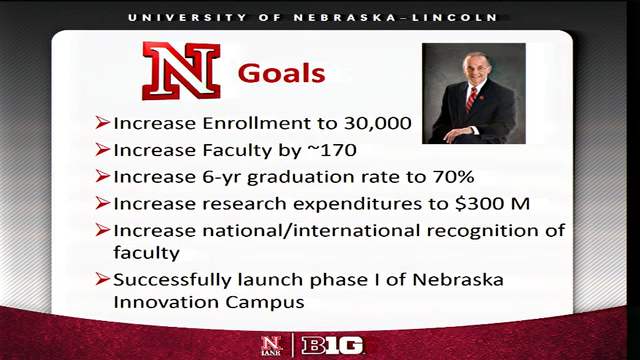 UNIVERSITY OF NEBRASKA–LINCOLN
N Goals
➢Increase Enrollment to 30,000
➢Increase Faculty by ~170
➢Increase 6-yr graduation rate to 70%
➢Increase research expenditures to $300 M
➢Increase national/international recognition of
faculty
➢Successfully launch phase I of Nebraska
Innovation Campus
N IANR | B1G